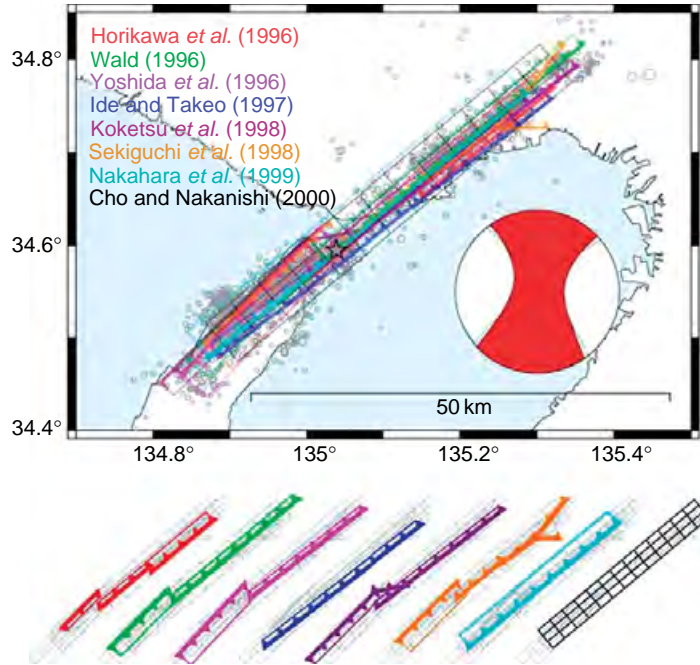 34.8°
Horikawa et al. (1996)
Wald (1996)
Yoshida et al. (1996)
Ide and Takeo (1997)
Koketsu et al. (1998)
Sekiguchi et al. (1998)
Nakahara et al. (1999)
Cho and Nakanishi (2000)
34.6°
50 km
34.4°
134.8° 135° 135.2° 135.4°